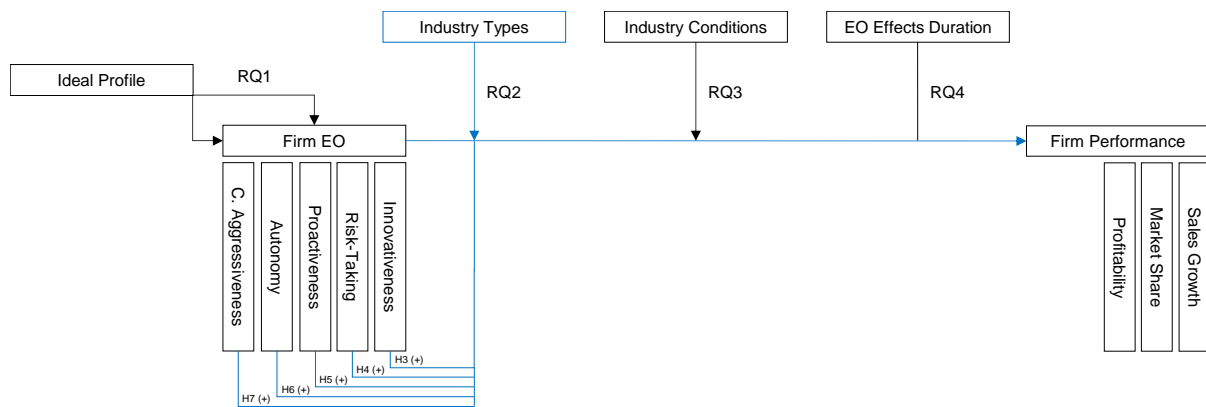 Industry Types
Industry Conditions
EO Effects Duration
Ideal Profile
RQ1
RQ2
RQ3
RQ4
Firm EO
Firm Performance
C. Aggressiveness
Autonomy
Proactiveness
Risk-Taking
Innovativeness
Profitability
Market Share
Sales Growth
H3 (+)
H4 (+)
H5 (+)
H6 (+)
H7 (+)